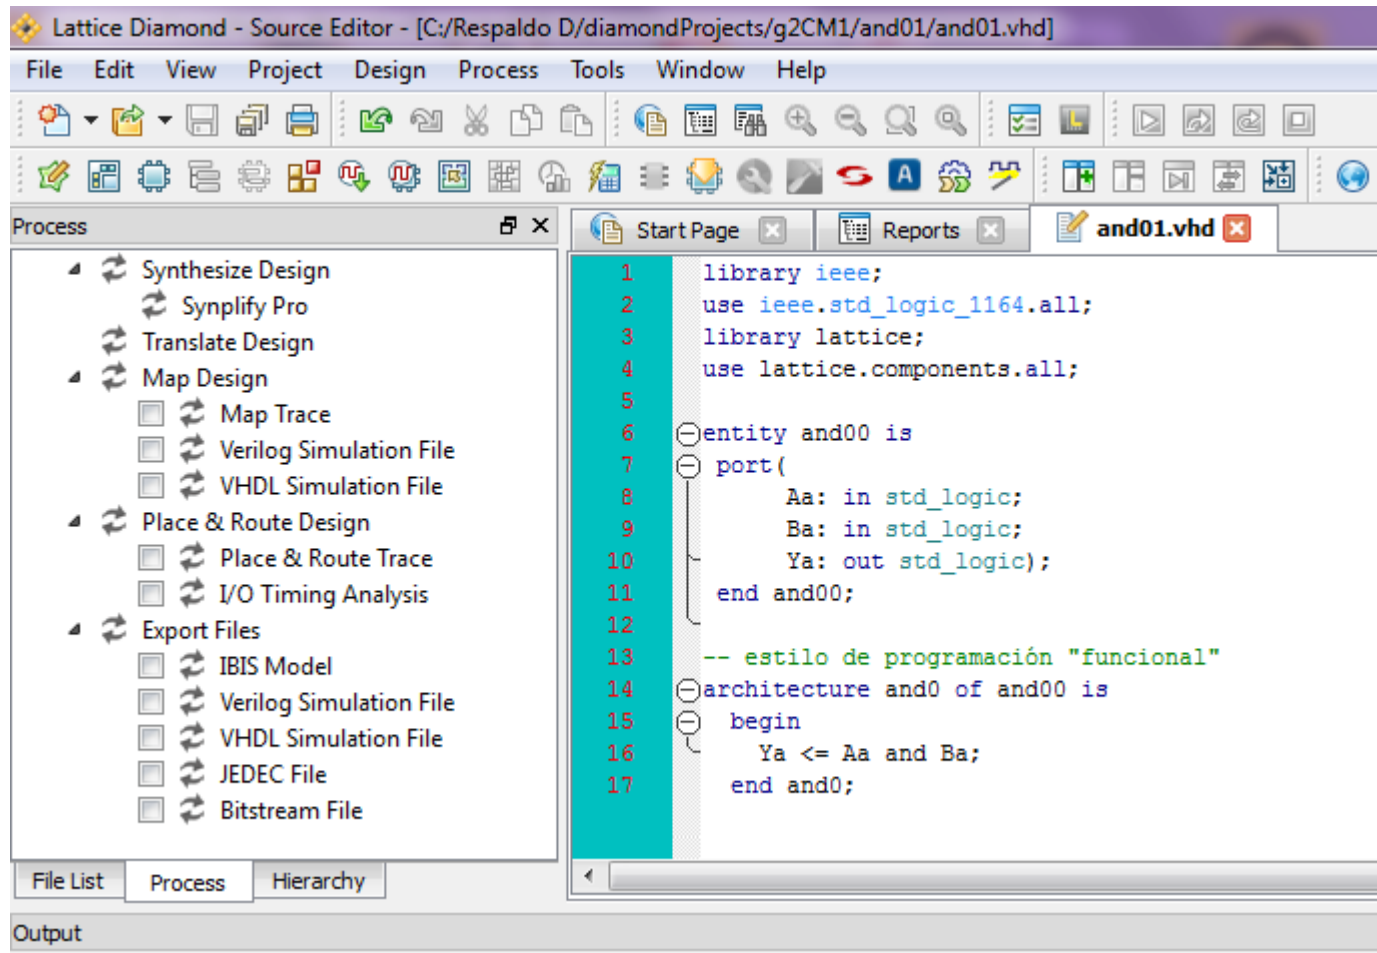 Lattice Diamond - Source Editor - [C:/Respaldo D/diamondProjects/g2CM1/and01/and01.vhd]
File Edit View Project Design Process Tools Window Help
Process
Synthesize Design
Synplify Pro
Translate Design
Map Design
Map Trace
Verilog Simulation File
VHDL Simulation File
Place & Route Design
Place & Route Trace
I/O Timing Analysis
Export Files
IBIS Model
Verilog Simulation File
VHDL Simulation File
JEDEC File
Bitstream File
File List Process Hierarchy
Start Page Reports and01.vhd
1 library ieee;
2 use ieee.std_logic_1164.all;
3 library lattice;
4 use lattice.components.all;
5
6 entity and00 is
7 port(
8 Aa: in std_logic;
9 Ba: in std_logic;
10 Ya: out std_logic);
11 end and00;
12
13 -- estilo de programación "funcional"
14 architecture and0 of and00 is
15 begin
16 Ya <= Aa and Ba;
17 end and0;
Output